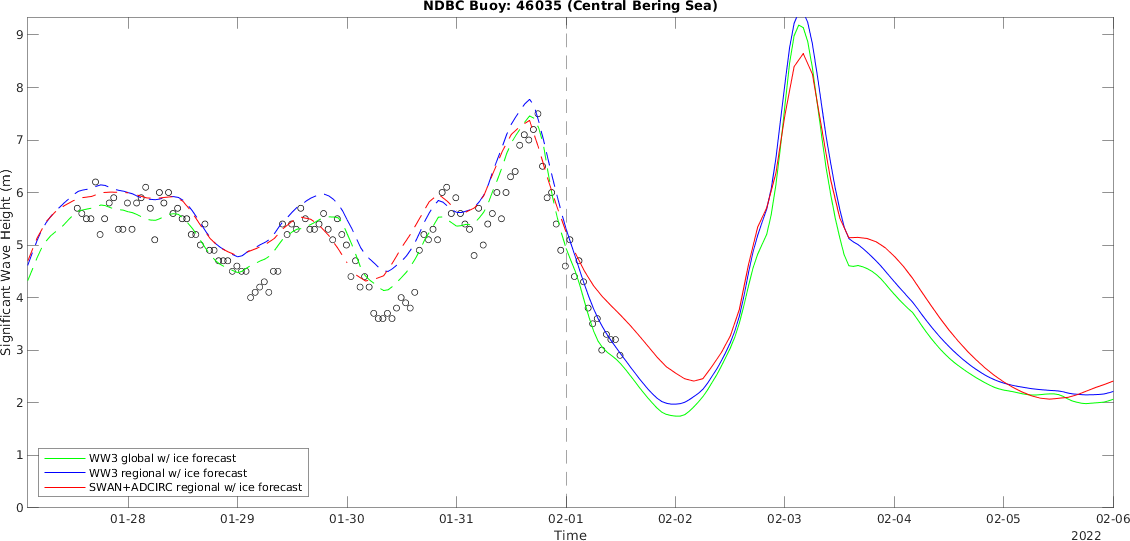 NDBC Buoy: 46035 (Central Bering Sea)
Significant Wave Height (m)
9
8
7
6
5
4
3
2
1
0
WW3 global w/ ice forecast
WW3 regional w/ ice forecast
SWAN+ADCIRC regional w/ ice forecast
01-28 01-29 01-30 01-31 02-01 02-02 02-03 02-04 02-05 02-06
Time
2022